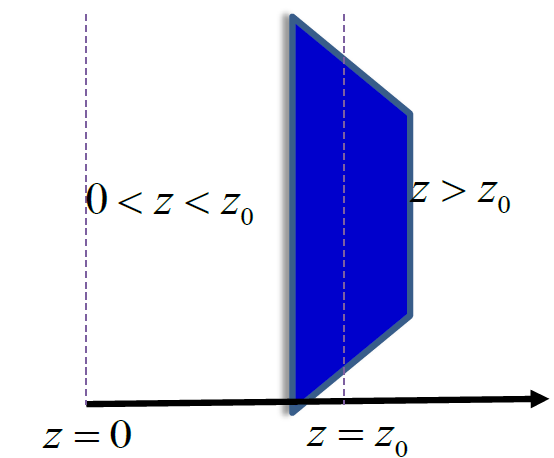 0 < z < z₀
z > z₀
z = 0
z = z₀